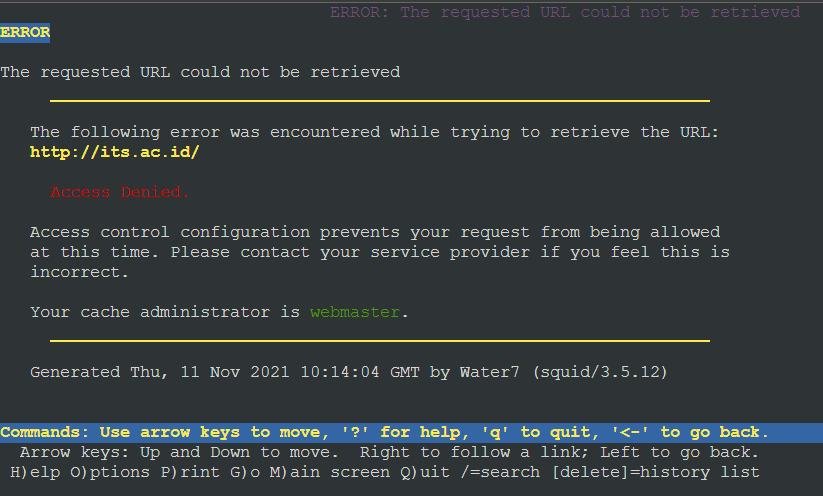 ERROR: The requested URL could not be retrieved
ERROR
The requested URL could not be retrieved
The following error was encountered while trying to retrieve the URL:
http://its.ac.id/
Access Denied.
Access control configuration prevents your request from being allowed
at this time. Please contact your service provider if you feel this is
incorrect.
Your cache administrator is webmaster.
Generated Thu, 11 Nov 2021 10:14:04 GMT by Water7 (squid/3.5.12)
Commands: Use arrow keys to move, '?' for help, 'q' to quit, '<-' to go back.
Arrow keys: Up and Down to move.  Right to follow a link; Left to go back.
H)elp O)ptions P)rint G)o M)ain screen Q)uit /=search [delete]=history list